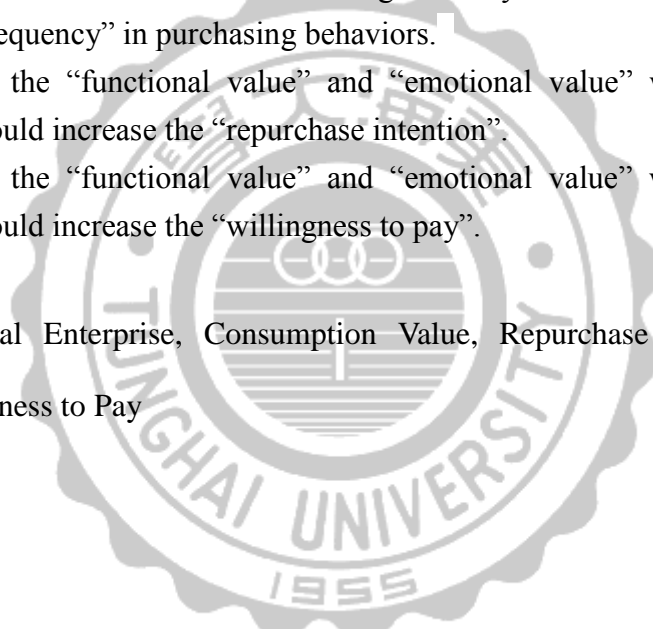 equency” in purchasing behaviors.
the “functional value” and “emotional value”
ould increase the “repurchase intention”.
the “functional value” and “emotional value”
ould increase the “willingness to pay”.
al Enterprise, Consumption Value, Repurchase
ness to Pay
TUNGHAI UNIVERSITY
1955